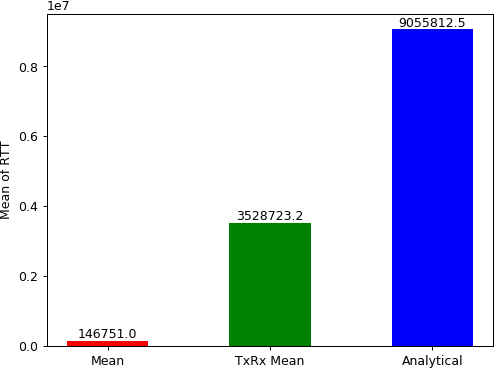 1e7
9055812.5
0.8
0.6
0.4
0.2
0.0
Mean of RTT
3528723.2
146751.0
Mean
TxRx Mean
Analytical